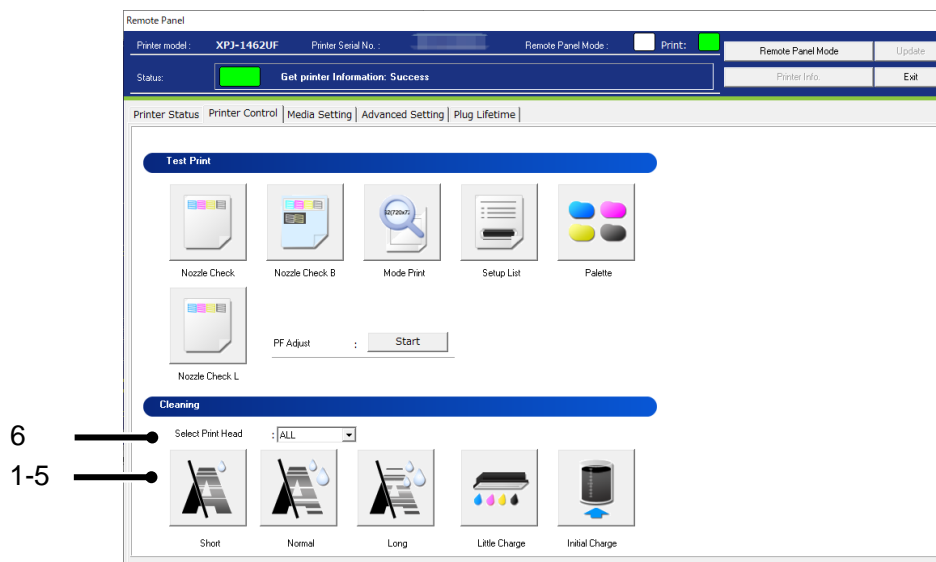 Remote Panel
Printer model : XPJ-1462UF Printer Serial No. : Remote Panel Mode : Print:
Remote Panel Mode Update
Status: Get printer Information: Success
Printer Info. Exit
Printer Status Printer Control Media Setting Advanced Setting Plug Lifetime
Test Print
Nozzle Check Nozzle Check B Mode Print Setup List Palette
PF Adjust : Start
Nozzle Check L
Cleaning
6 Select Print Head : ALL
1-5
Short Normal Long Little Charge Initial Charge